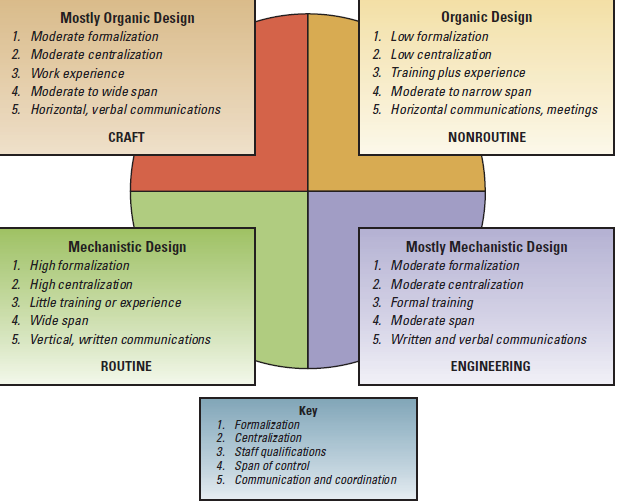 Mostly Organic Design
1. Moderate formalization
2. Moderate centralization
3. Work experience
4. Moderate to wide span
5. Horizontal, verbal communications
CRAFT
Organic Design
1. Low formalization
2. Low centralization
3. Training plus experience
4. Moderate to narrow span
5. Horizontal communications, meetings
NONROUTINE
Mechanistic Design
1. High formalization
2. High centralization
3. Little training or experience
4. Wide span
5. Vertical, written communications
ROUTINE
Mostly Mechanistic Design
1. Moderate formalization
2. Moderate centralization
3. Formal training
4. Moderate span
5. Written and verbal communications
ENGINEERING
Key
1. Formalization
2. Centralization
3. Staff qualifications
4. Span of control
5. Communication and coordination